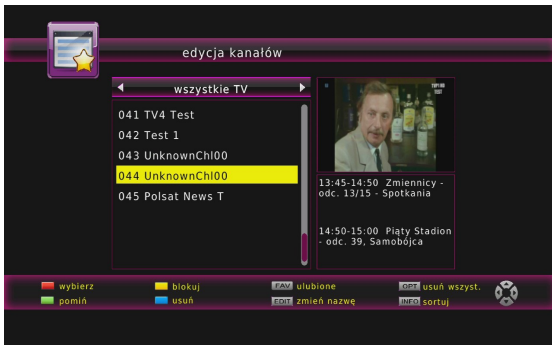 edycja kanałów
wszystkie TV
041 TV4 Test
042 Test 1
043 UnknownChl00
044 UnknownChl00
045 Polsat News T
13:45-14:50 Zmiennicy -
odc. 13/15 - Spotkania
14:50-15:00 Piąty Stadion
- odc. 39, Samobójca
wybierz
blokuj
FAV ulubione
OPT usuń wszyst.
pomiń
usuń
EDIT zmień nazwę
INFO sortuj